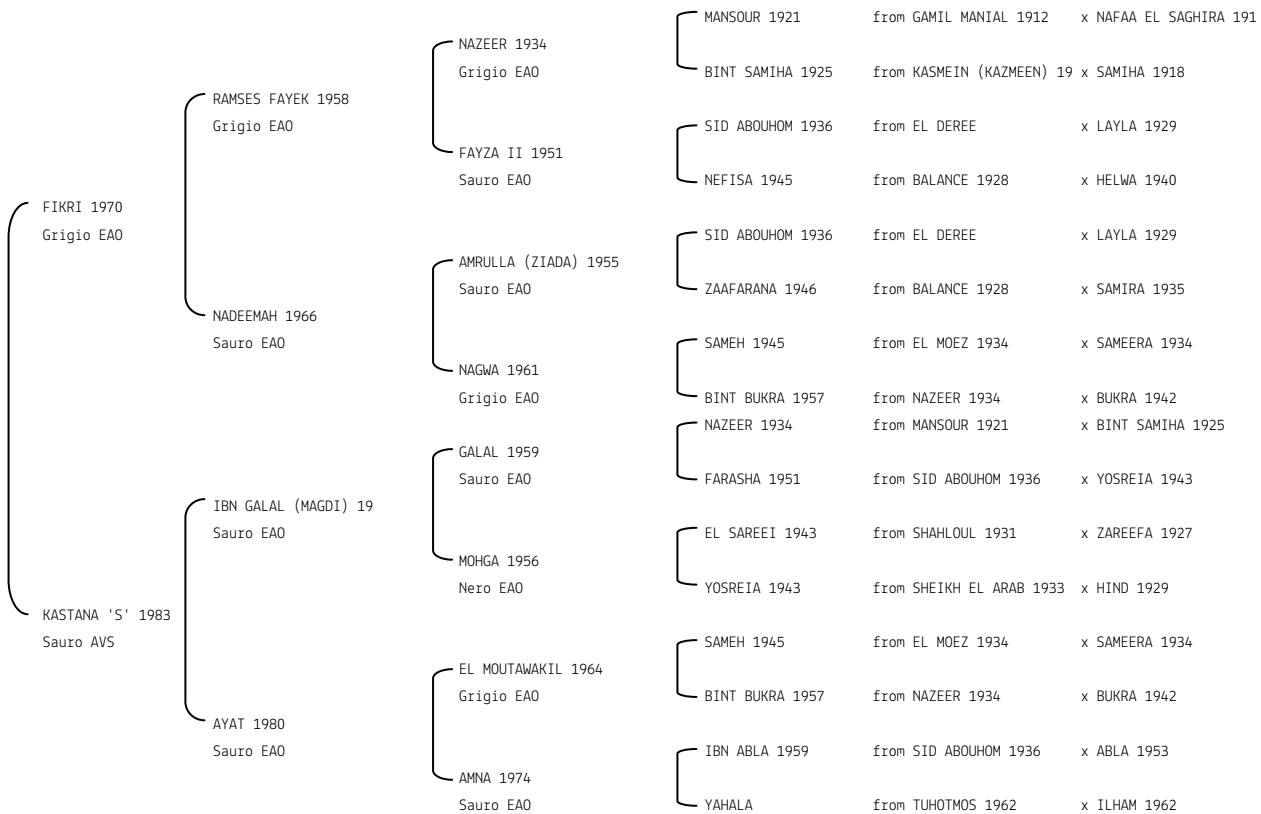 MANSOUR 1921 from GAMIL MANIAL 1912 x NAFAA EL SAGHIRA 191
NAZEER 1934
Grigio EAO
BINT SAMIHA 1925 from KASMEIN (KAZMEEN) 19 x SAMIHA 1918
RAMSES FAYEK 1958
Grigio EAO
SID ABOUHOM 1936 from EL DEREE x LAYLA 1929
FAYZA II 1951
Sauro EAO
NEFISA 1945 from BALANCE 1928 x HELWA 1940
FIKRI 1970
Grigio EAO
SID ABOUHOM 1936 from EL DEREE x LAYLA 1929
AMRULLA (ZIADA) 1955
Sauro EAO
ZAAFARANA 1946 from BALANCE 1928 x SAMIRA 1935
NADEEMAH 1966
Sauro EAO
SAMEH 1945 from EL MOEZ 1934 x SAMEERA 1934
NAGWA 1961
Grigio EAO
BINT BUKRA 1957 from NAZEER 1934 x BUKRA 1942
NAZEER 1934 from MANSOUR 1921 x BINT SAMIHA 1925
GALAL 1959
Sauro EAO
FARASHA 1951 from SID ABOUHOM 1936 x YOSREIA 1943
IBN GALAL (MAGDI) 19
Sauro EAO
EL SAREEI 1943 from SHAHLOUL 1931 x ZAREEFA 1927
MOHGA 1956
Nero EAO
YOSREIA 1943 from SHEIKH EL ARAB 1933 x HIND 1929
KASTANA 'S' 1983
Sauro AVS
SAMEH 1945 from EL MOEZ 1934 x SAMEERA 1934
EL MOUTAWAKIL 1964
Grigio EAO
BINT BUKRA 1957 from NAZEER 1934 x BUKRA 1942
AYAT 1980
Sauro EAO
IBN ABLA 1959 from SID ABOUHOM 1936 x ABLA 1953
AMNA 1974
Sauro EAO
YAHALA from TUHOTMOS 1962 x ILHAM 1962